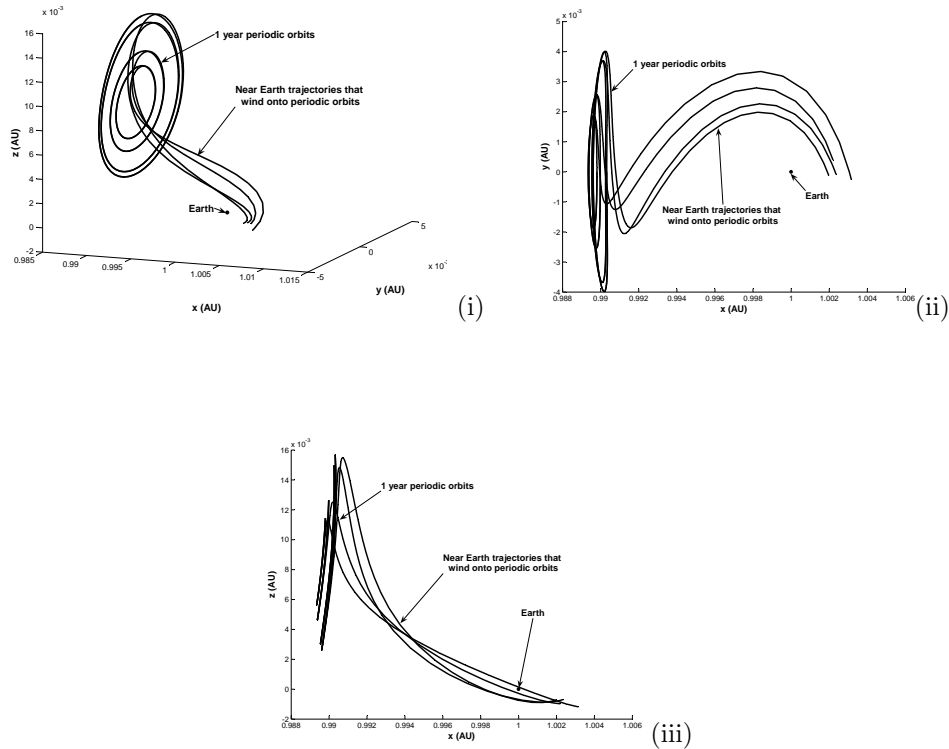 x 10⁻³
16
14
12
10
8
6
4
2
0
-2
z (AU)
1 year periodic orbits
Near Earth trajectories that
wind onto periodic orbits
Earth
0.985
0.99
0.995
1
1.005
1.01
1.015
x (AU)
-5
0
5
x 10⁻
y (AU)
(i)
x 10⁻³
5
4
3
2
1
0
-1
-2
-3
-4
y (AU)
1 year periodic orbits
Near Earth trajectories that
wind onto periodic orbits
Earth
0.988
0.99
0.992
0.994
0.996
0.998
1
1.002
1.004
1.006
x (AU)
(ii)
x 10⁻³
16
14
12
10
8
6
4
2
0
-2
z (AU)
1 year periodic orbits
Near Earth trajectories that
wind onto periodic orbits
Earth
0.988
0.99
0.992
0.994
0.996
0.998
1
1.002
1.004
1.006
x (AU)
(iii)